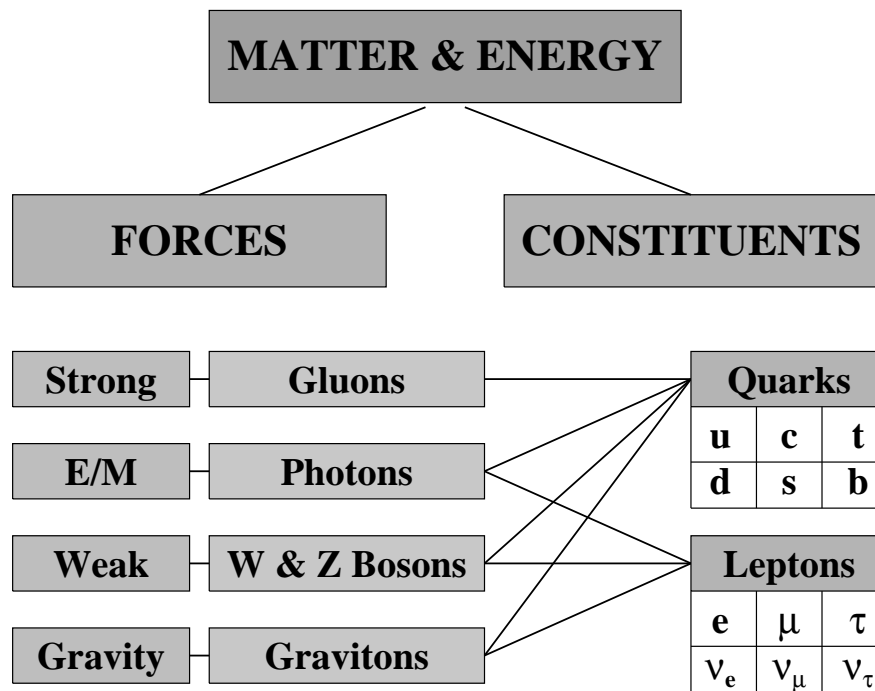 MATTER & ENERGY
FORCES CONSTITUENTS
Strong Gluons Quarks
u c t
E/M Photons
d s b
Weak W & Z Bosons Leptons
e μ τ
Gravity Gravitons
νe νμ ντ